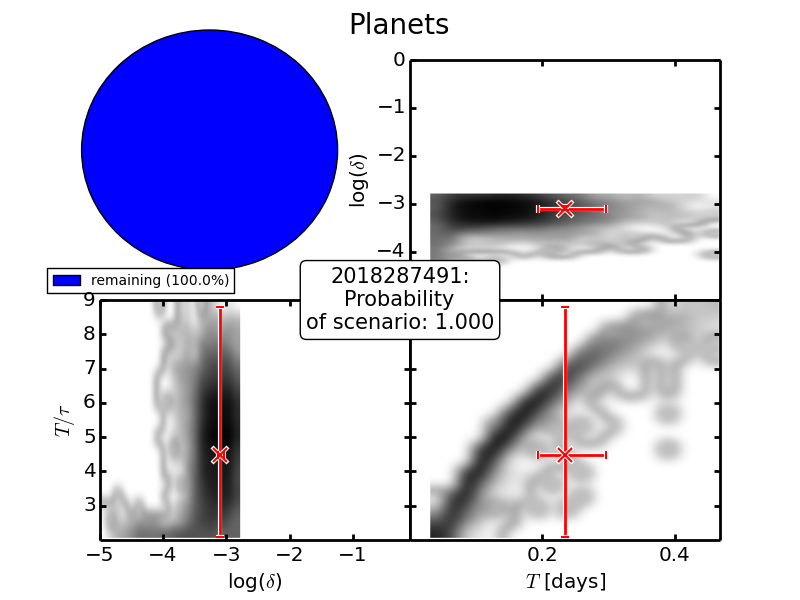 Planets
0
−1
−2
−3
−4
log(δ)
remaining (100.0%)
2018287491:
Probability
of scenario: 1.000
9
8
7
6
5
4
3
T/τ
−5 −4 −3 −2 −1
log(δ)
0.2 0.4
T [days]